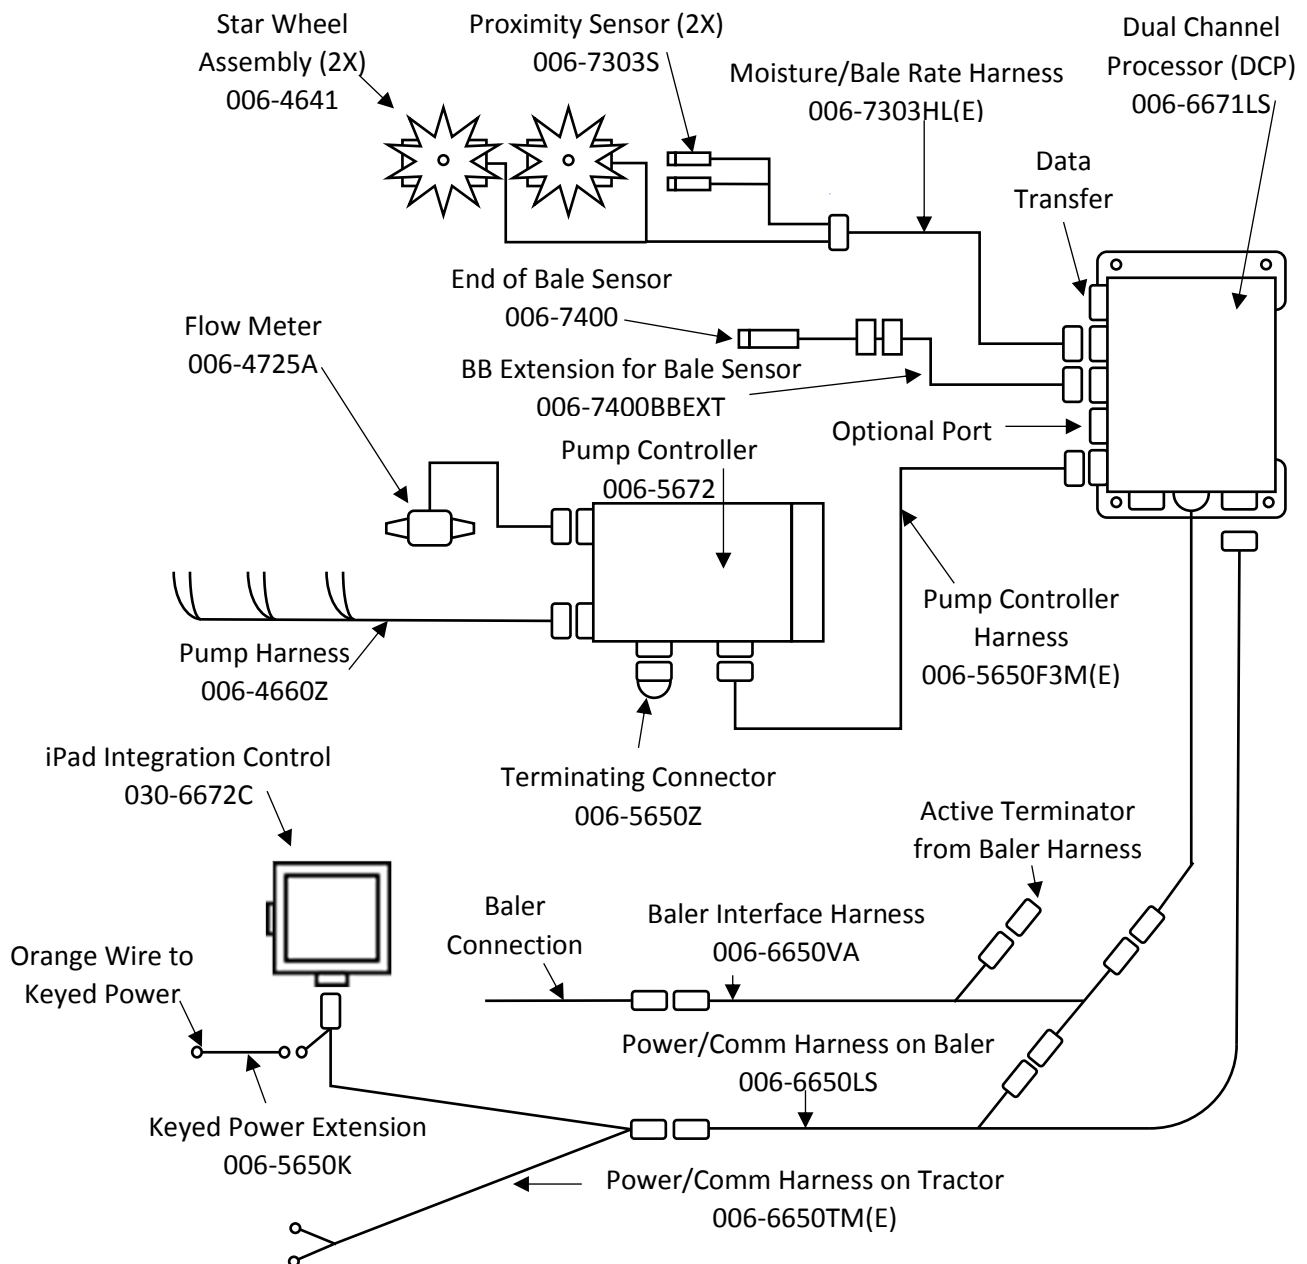 Star Wheel
Assembly (2X)
006-4641
Proximity Sensor (2X)
006-7303S
Moisture/Bale Rate Harness
006-7303HL(E)
Dual Channel
Processor (DCP)
006-6671LS
Data
Transfer
End of Bale Sensor
006-7400
Flow Meter
006-4725A
BB Extension for Bale Sensor
006-7400BBEXT
Optional Port
Pump Controller
006-5672
Pump Controller
Harness
006-5650F3M(E)
Pump Harness
006-4660Z
iPad Integration Control
030-6672C
Terminating Connector
006-5650Z
Active Terminator
from Baler Harness
Baler
Connection
Baler Interface Harness
006-6650VA
Orange Wire to
Keyed Power
Power/Comm Harness on Baler
006-6650LS
Keyed Power Extension
006-5650K
Power/Comm Harness on Tractor
006-6650TM(E)